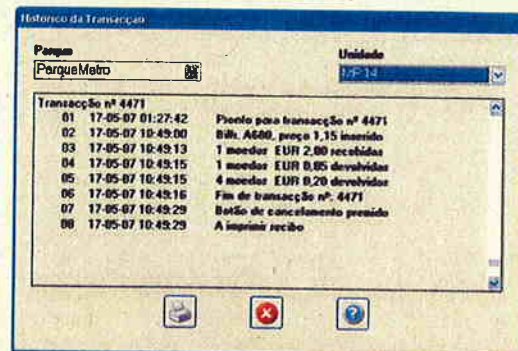 Histórico da Transacção
Parque
Unidade
ParqueMetro
MP 14
Transacção nº 4471
01 17-05-07 01:27:42 Pronto para transacção nº 4471
02 17-05-07 10:49:00 Bilh. A680, preço 1,15 inserido
03 17-05-07 10:49:13 1 moedas EUR 2,00 recebidas
04 17-05-07 10:49:15 1 moedas EUR 0,05 devolvidas
05 17-05-07 10:49:15 4 moedas EUR 0,20 devolvidas
06 17-05-07 10:49:16 Fim de transacção nº: 4471
07 17-05-07 10:49:29 Botão de cancelamento premido
08 17-05-07 10:49:29 A imprimir recibo